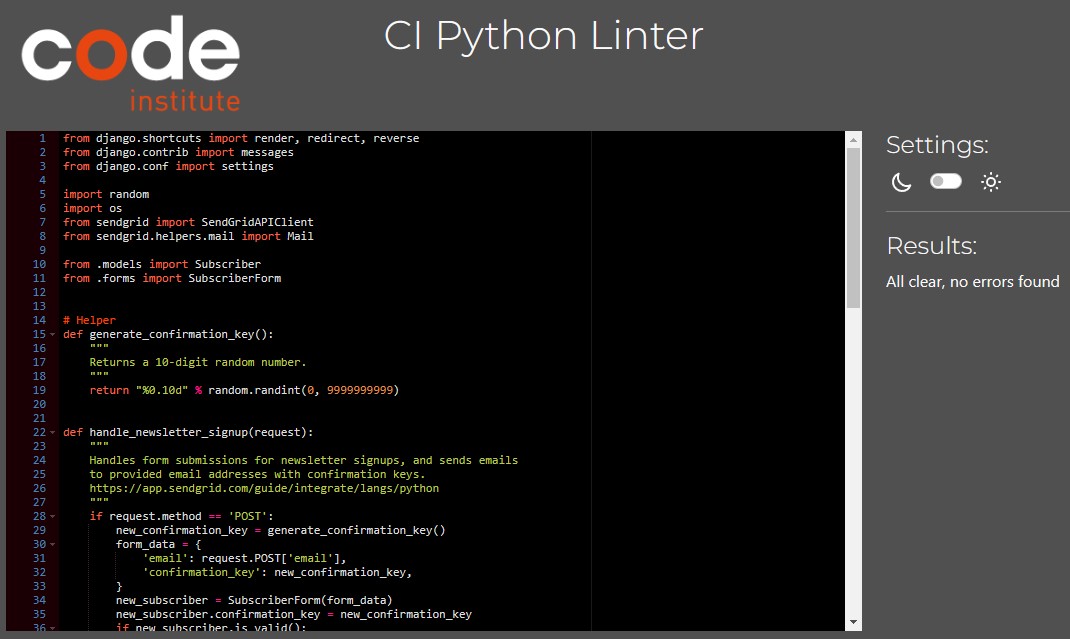 code
institute
CI Python Linter
1 from django.shortcuts import render, redirect, reverse
2 from django.contrib import messages
3 from django.conf import settings
4
5 import random
6 import os
7 from sendgrid import SendGridAPIClient
8 from sendgrid.helpers.mail import Mail
9
10 from .models import Subscriber
11 from .forms import SubscriberForm
12
13
14 # Helper
15 def generate_confirmation_key():
16 """
17 Returns a 10-digit random number.
18 """
19 return "%0.10d" % random.randint(0, 9999999999)
20
21
22 def handle_newsletter_signup(request):
23 """
24 Handles form submissions for newsletter signups, and sends emails
25 to provided email addresses with confirmation keys.
26 https://app.sendgrid.com/guide/integrate/langs/python
27 """
28 if request.method == 'POST':
29 new_confirmation_key = generate_confirmation_key()
30 form_data = {
31 'email': request.POST['email'],
32 'confirmation_key': new_confirmation_key,
33 }
34 new_subscriber = SubscriberForm(form_data)
35 new_subscriber.confirmation_key = new_confirmation_key
36 if new_subscriber.is_valid():
Settings:
Results:
All clear, no errors found